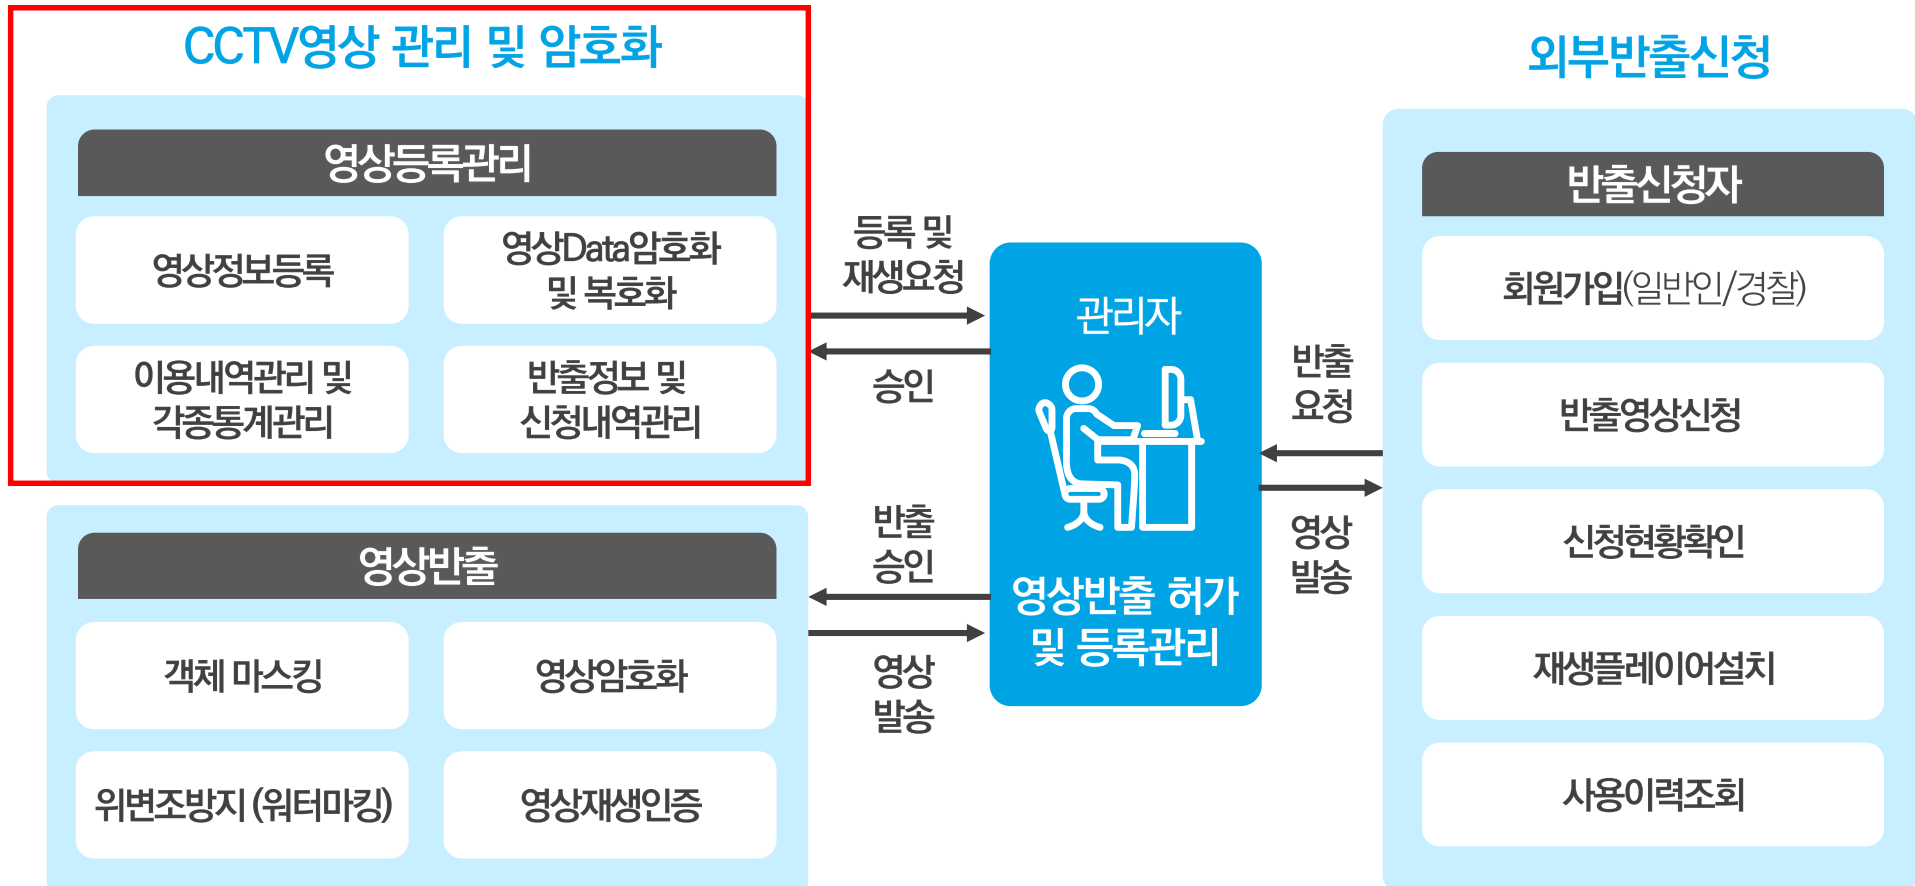 CCTV영상 관리 및 암호화
영상등록관리
영상정보등록
영상Data암호화
및 복호화
이용내역관리 및
각종통계관리
반출정보 및
신청내역관리
영상반출
객체 마스킹
영상암호화
위변조방지 (워터마킹)
영상재생인증
등록 및
재생요청
승인
반출
승인
영상
발송
관리자
영상반출 허가
및 등록관리
반출
요청
영상
발송
외부반출신청
반출신청자
회원가입(일반인/경찰)
반출영상신청
신청현황확인
재생플레이어설치
사용이력조회